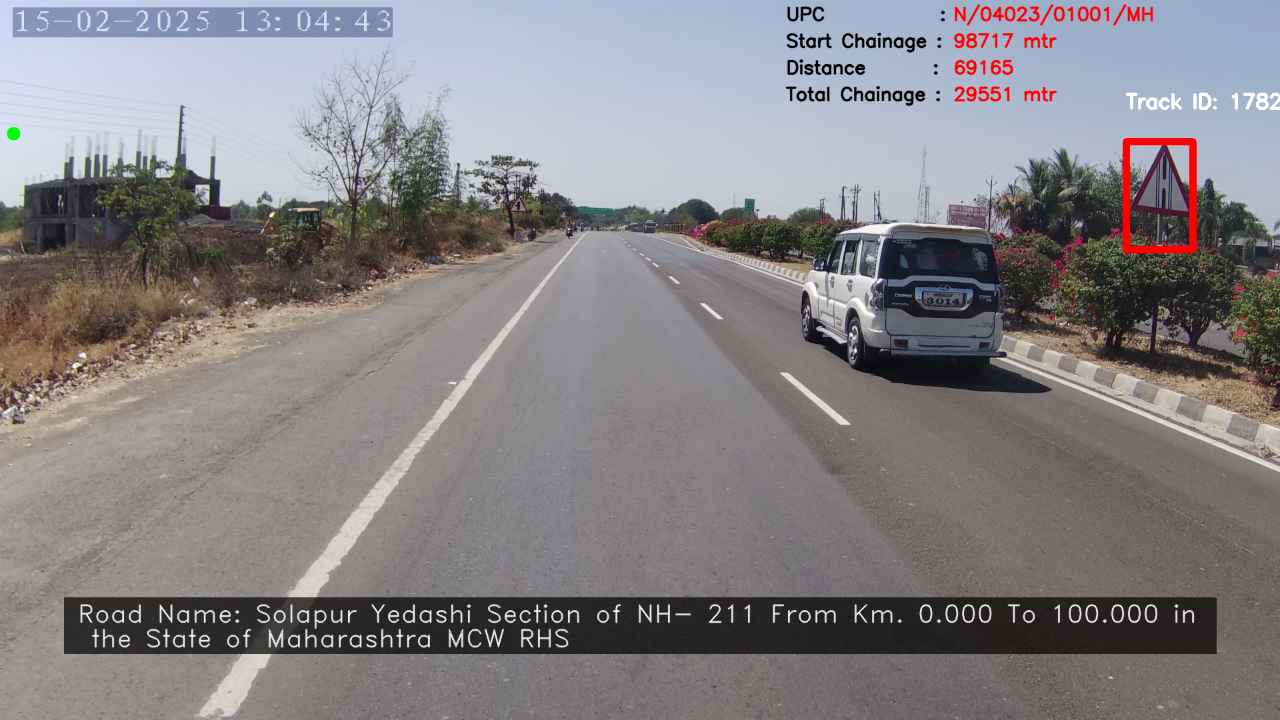 15-02-2025 13:04:43
UPC : N/04023/01001/MH
Start Chainage : 98717 mtr
Distance : 69165
Total Chainage : 29551 mtr
Track ID: 1782
3014
Road Name: Solapur Yedashi Section of NH- 211 From Km. 0.000 To 100.000 in
the State of Maharashtra MCW RHS